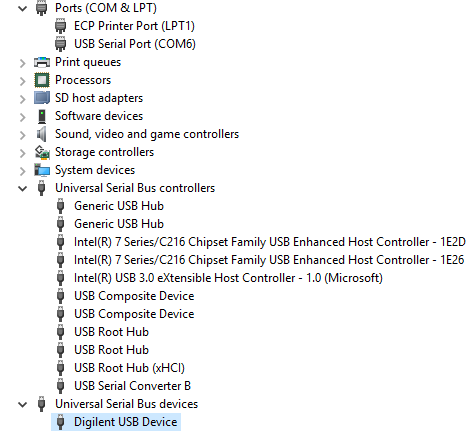 Ports (COM & LPT)
ECP Printer Port (LPT1)
USB Serial Port (COM6)
Print queues
Processors
SD host adapters
Software devices
Sound, video and game controllers
Storage controllers
System devices
Universal Serial Bus controllers
Generic USB Hub
Generic USB Hub
Intel(R) 7 Series/C216 Chipset Family USB Enhanced Host Controller - 1E2D
Intel(R) 7 Series/C216 Chipset Family USB Enhanced Host Controller - 1E26
Intel(R) USB 3.0 eXtensible Host Controller - 1.0 (Microsoft)
USB Composite Device
USB Composite Device
USB Root Hub
USB Root Hub
USB Root Hub (xHCI)
USB Serial Converter B
Universal Serial Bus devices
Digilent USB Device